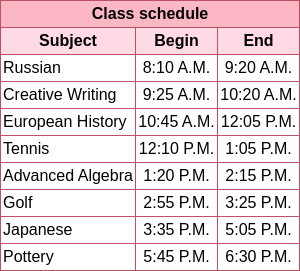 Class schedule
Subject Begin End
Russian 8:10 A.M. 9:20 A.M.
Creative Writing 9:25 A.M. 10:20 A.M.
European History 10:45 A.M. 12:05 P.M.
Tennis 12:10 P.M. 1:05 P.M.
Advanced Algebra 1:20 P.M. 2:15 P.M.
Golf 2:55 P.M. 3:25 P.M.
Japanese 3:35 P.M. 5:05 P.M.
Pottery 5:45 P.M. 6:30 P.M.